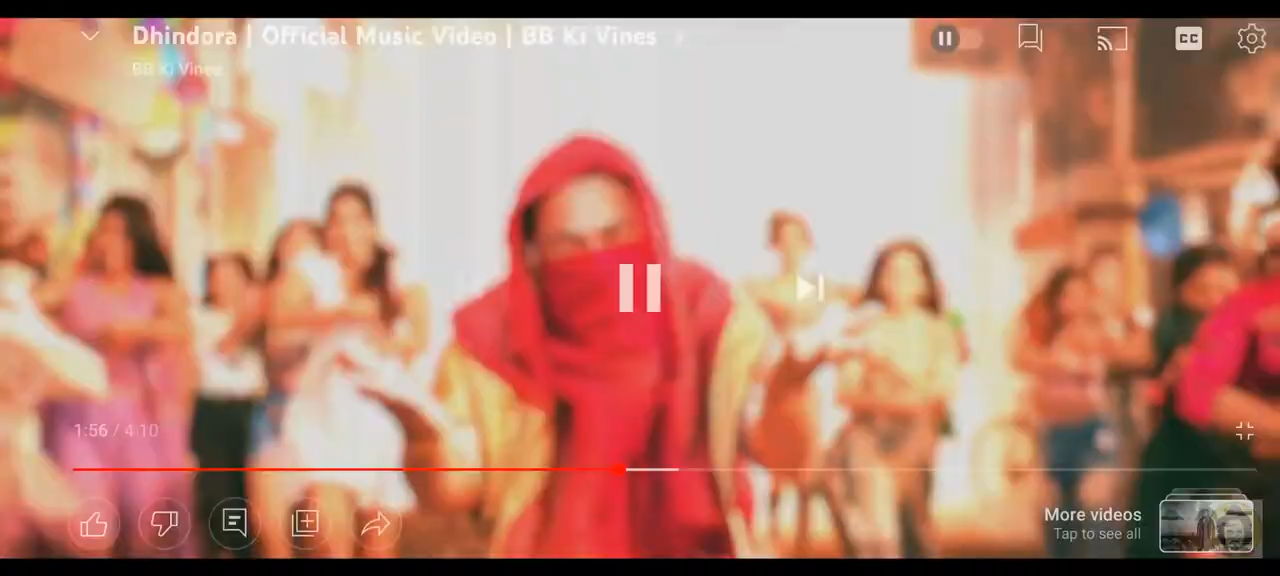 Dhindora | Official Music Video | BB Ki Vines
BB Ki Vines
CC
1:56 / 4:10
More videos
Tap to see all